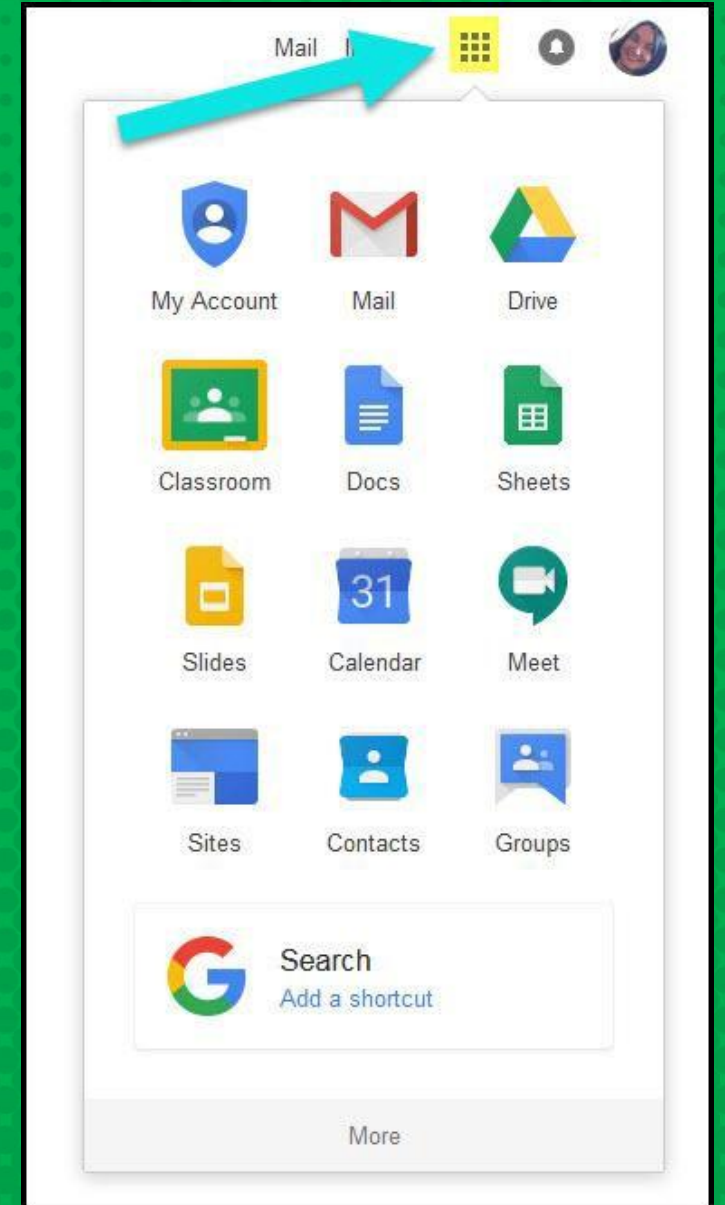 Mail
My Account Mail Drive
Classroom Docs Sheets
31
Slides Calendar Meet
Sites Contacts Groups
G
Search
Add a shortcut
More